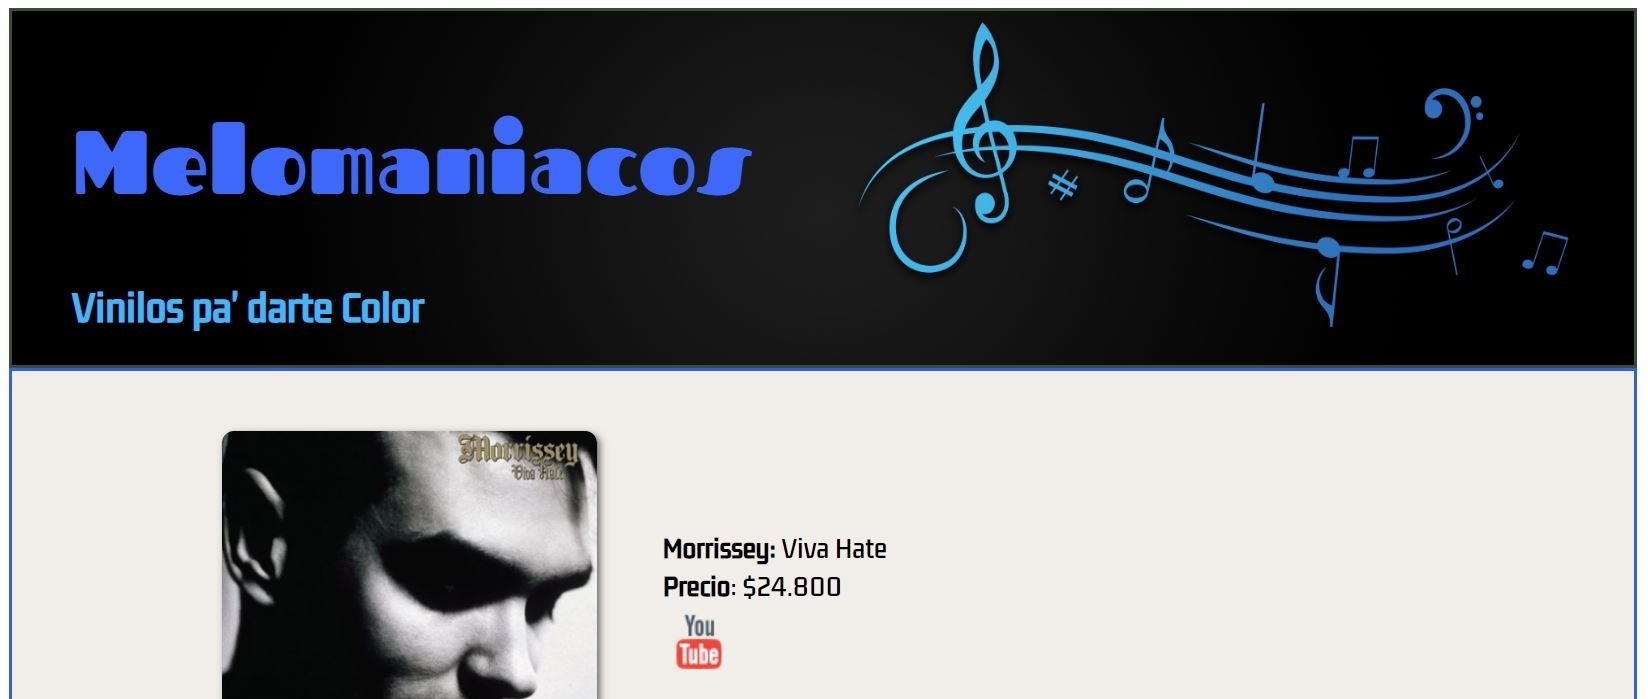 Melomaniacos
Vinilos pa' darte Color
Morrissey
Viva Hate
Morrissey: Viva Hate
Precio: $24.800
You
Tube